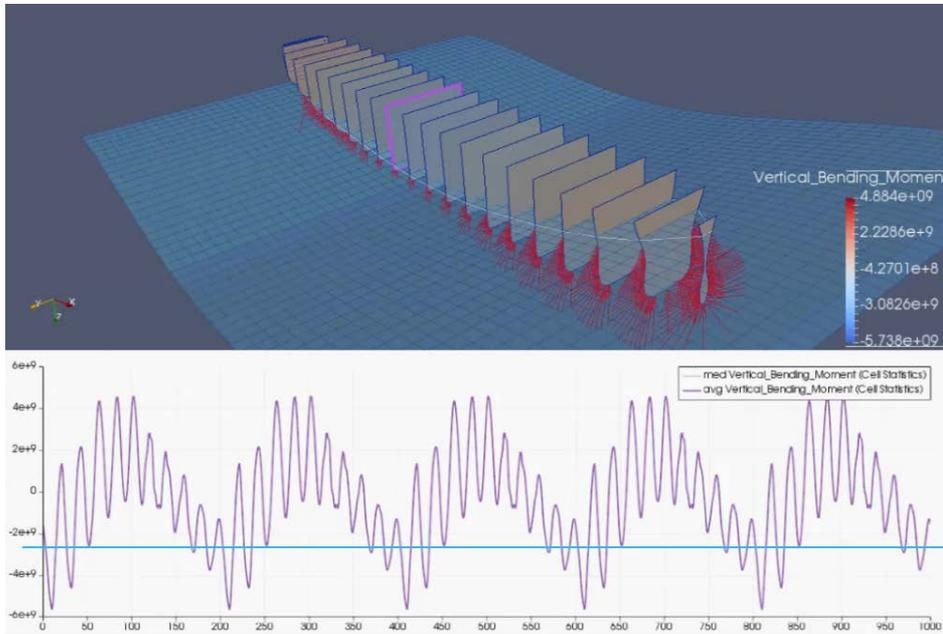 Vertical_Bending_Momen
4.884e+09
2.2286e+9
-4.2701e+8
-3.0826e+9
-5.738e+09
Y X
Z
6e+9
med Vertical_Bending_Moment (Cell Statistics)
4e+9
avg Vertical_Bending_Moment (Cell Statistics)
2e+9
0
-2e+9
-4e+9
-6e+9
0 50 100 150 200 250 300 350 400 450 500 550 600 650 700 750 800 850 900 950 1000